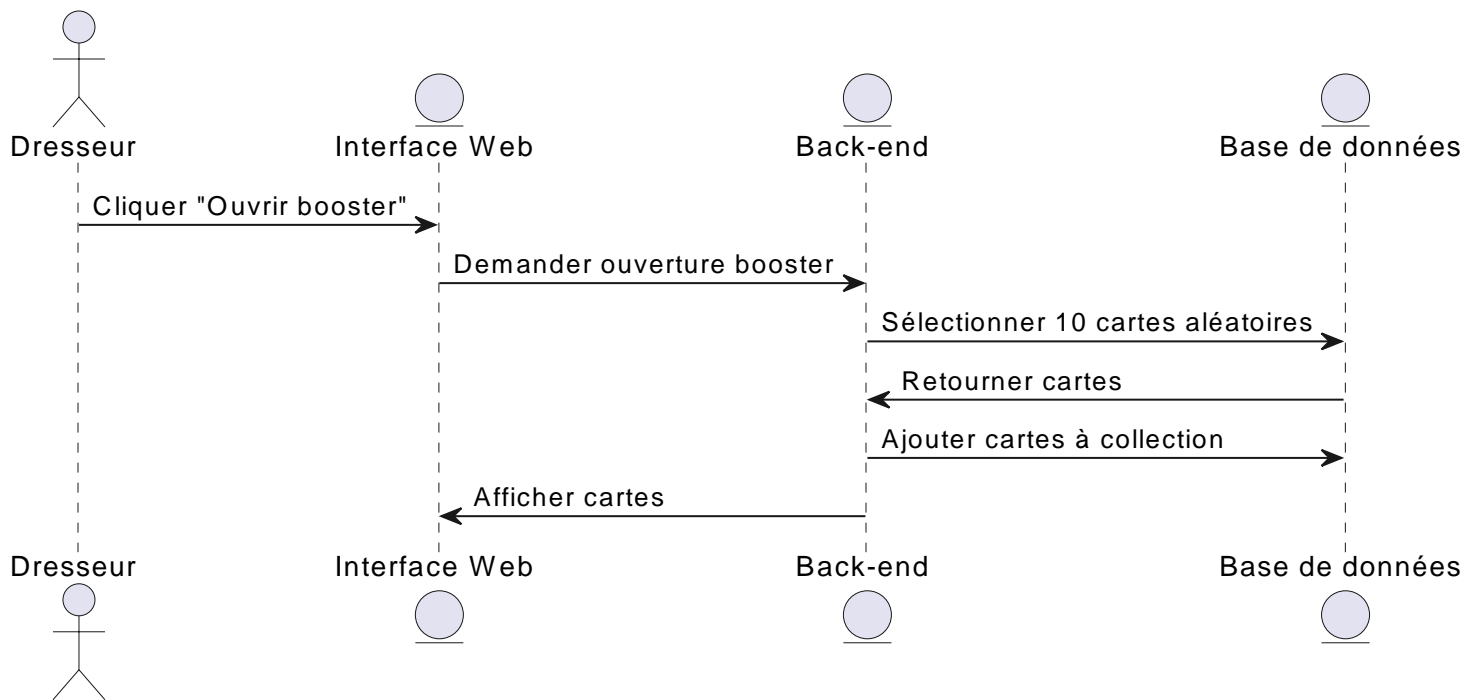 Dresseur
Interface Web
Back-end
Base de données
Cliquer "Ouvrir booster"
Demander ouverture booster
Sélectionner 10 cartes aléatoires
Retourner cartes
Ajouter cartes à collection
Afficher cartes
Dresseur
Interface Web
Back-end
Base de données